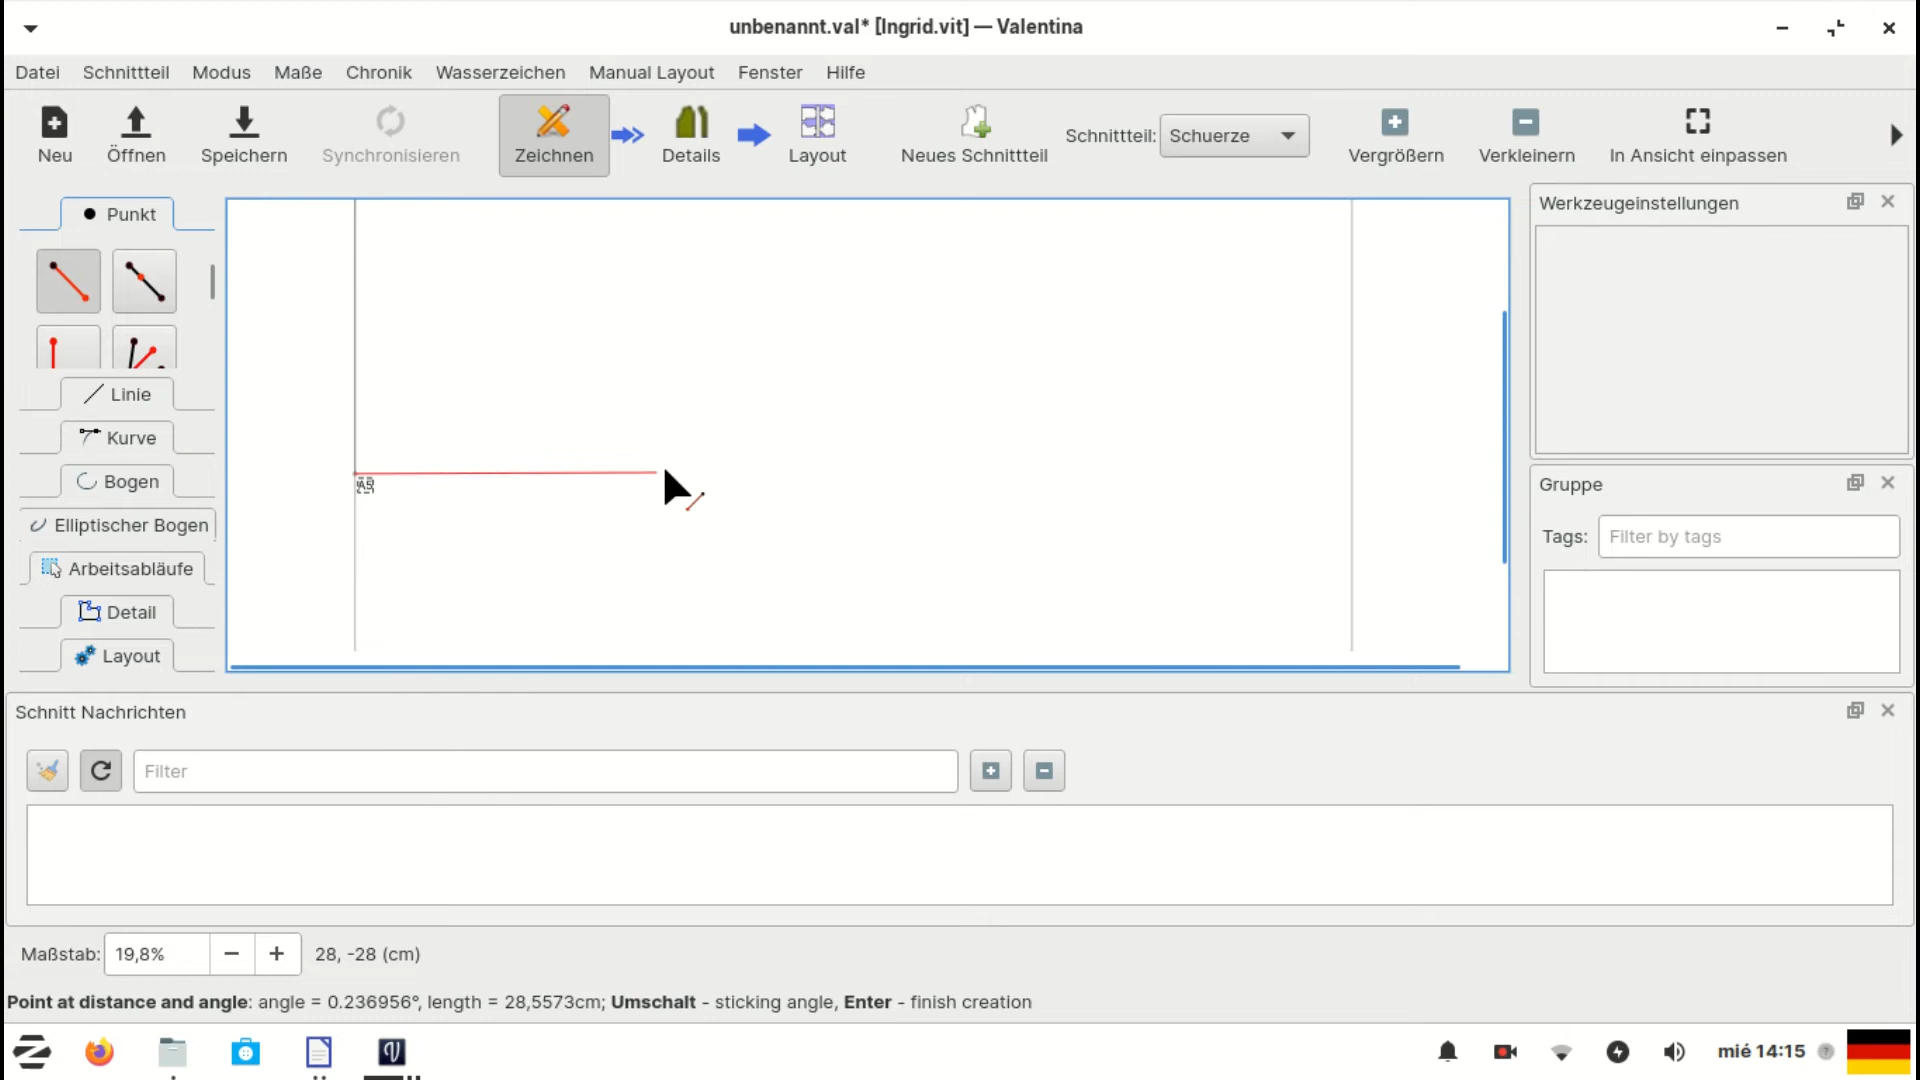 unbenannt.val* [Ingrid.vit] — Valentina
Datei Schnittteil Modus Maße Chronik Wasserzeichen Manual Layout Fenster Hilfe
Neu Öffnen Speichern Synchronisieren Zeichnen Details Layout Neues Schnittteil Schnittteil: Schuerze Vergrößern Verkleinern In Ansicht einpassen
Punkt
Linie
Kurve
Bogen
Elliptischer Bogen
Arbeitsabläufe
Detail
Layout
Werkzeugeinstellungen
Gruppe
Tags: Filter by tags
Schnitt Nachrichten
Filter
Maßstab: 19,8% 28, -28 (cm)
Point at distance and angle: angle = 0.236956°, length = 28,5573cm; Umschalt - sticking angle, Enter - finish creation
mié 14:15